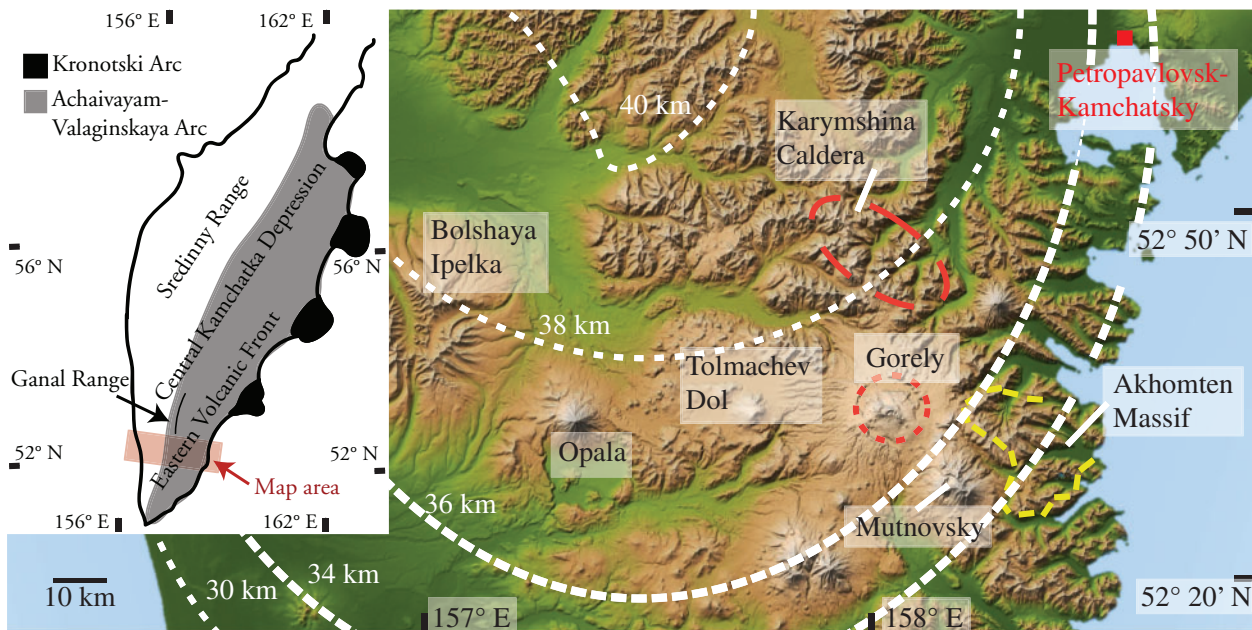 156° E
162° E
Kronotski Arc
Achaivayam-
Valaginskaya Arc
Sredinny Range
Central Kamchatka Depression
Eastern Volcanic Front
Ganal Range
56° N
56° N
52° N
52° N
Map area
156° E
162° E
40 km
Karymshina
Caldera
Petropavlovsk-
Kamchatsky
Bolshaya
Ipelka
52° 50' N
38 km
Tolmachev
Dol
Gorely
Akhomten
Massif
Opala
36 km
Mutnovsky
34 km
30 km
10 km
157° E
158° E
52° 20' N